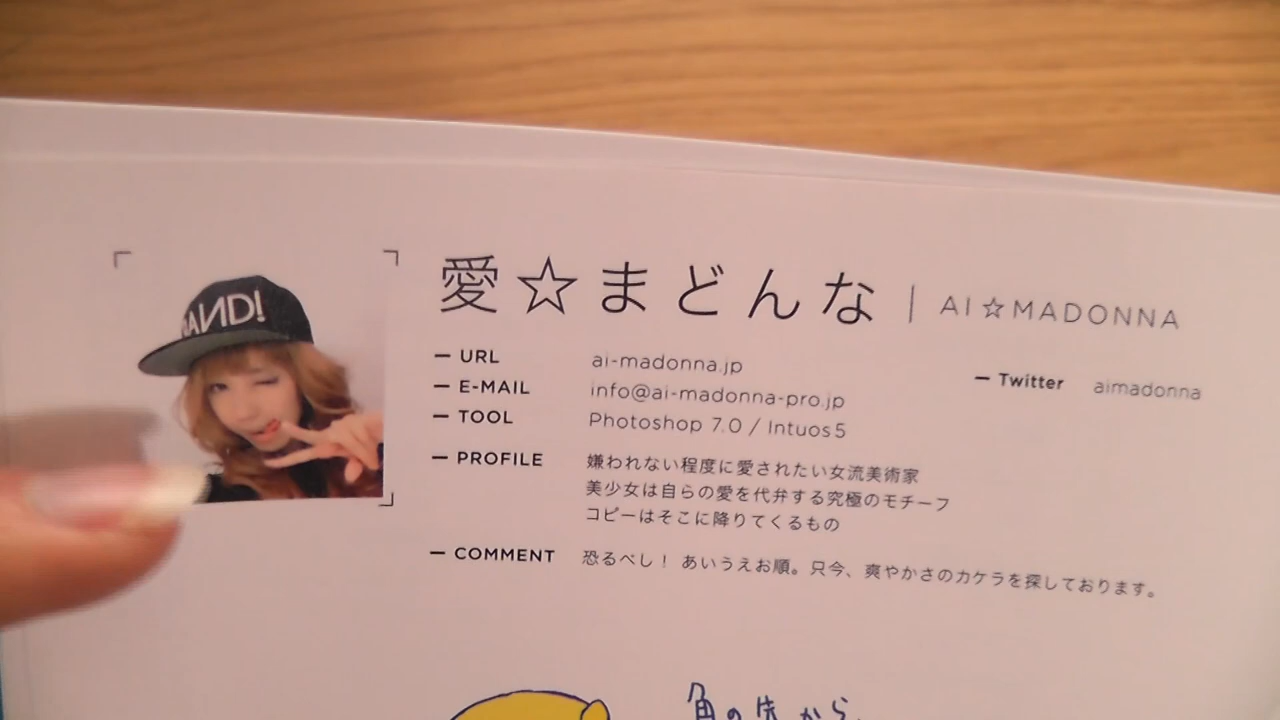 愛☆まどんな | AI☆MADONNA
— URL ai-madonna.jp
— Twitter aimadonna
— E-MAIL info@ai-madonna-pro.jp
— TOOL Photoshop 7.0 / Intuos5
— PROFILE 嫌われない程度に愛されたい女流美術家
美少女は自らの愛を代弁する究極のモチーフ
コピーはそこに降りてくるもの
— COMMENT 恐るべし！ あいうえお順。只今、爽やかさのカケラを探しております。
角の先から